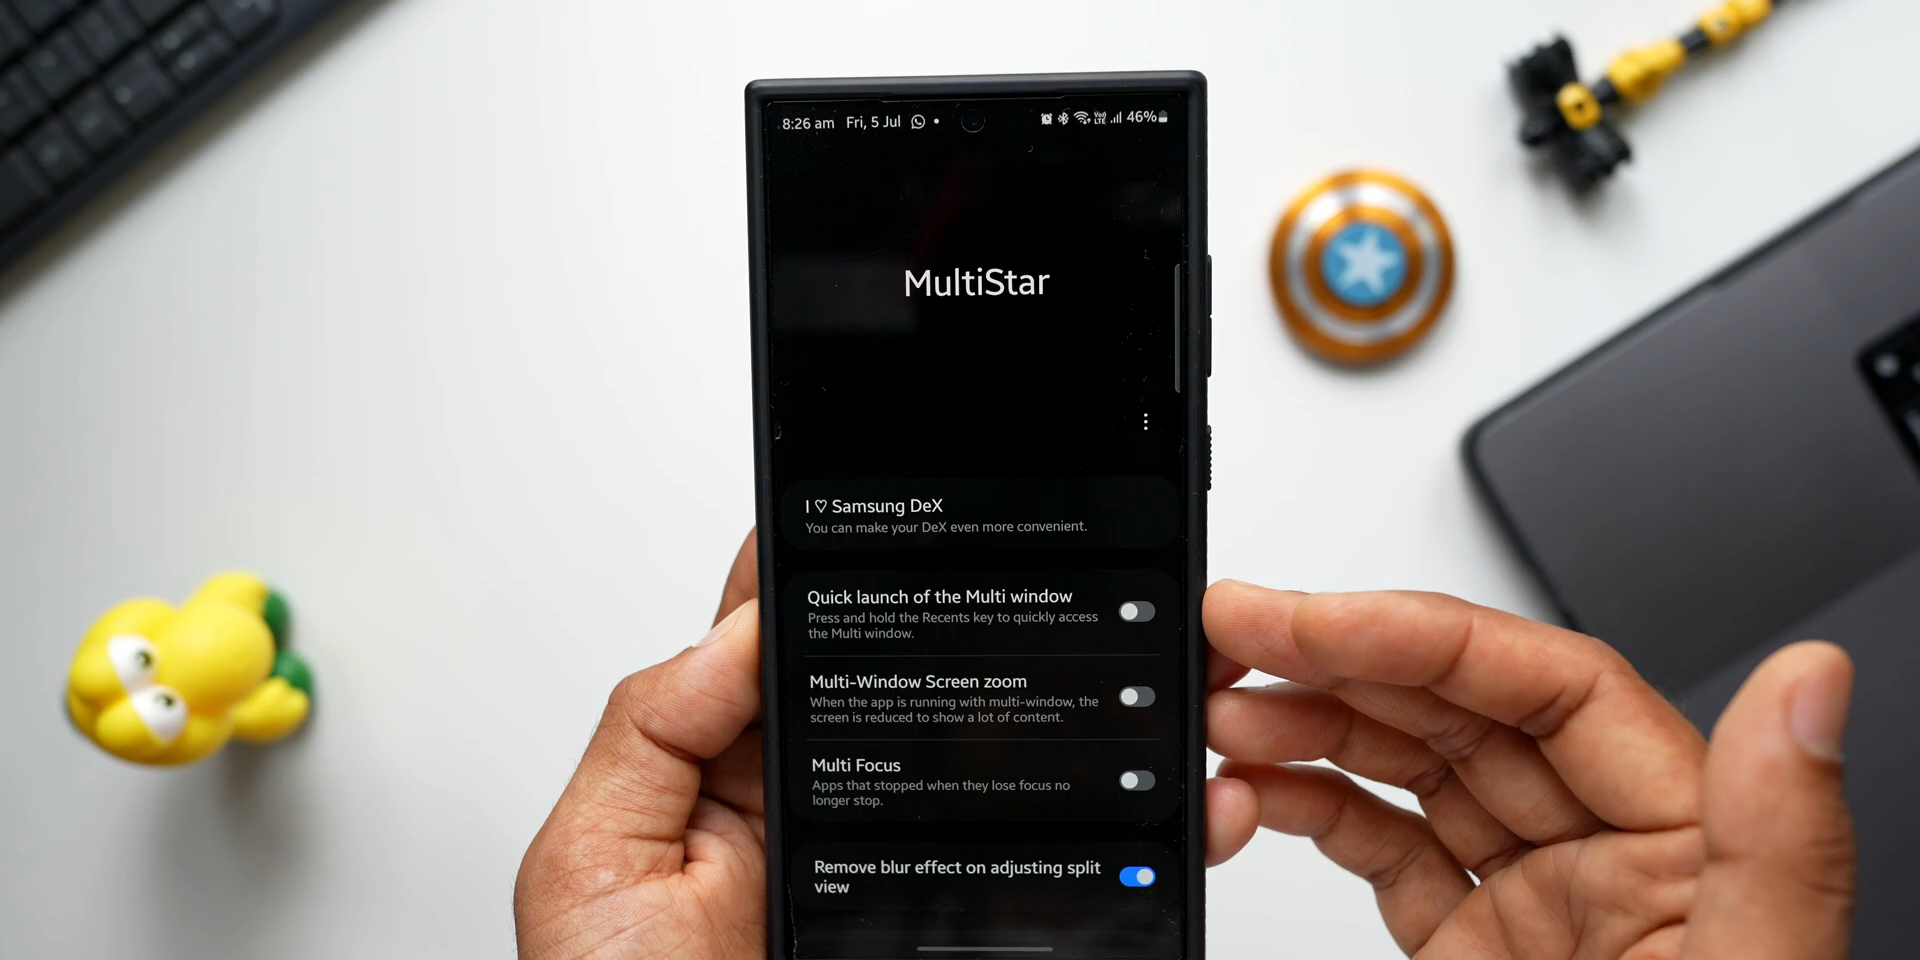 8:26 am Fri, 5 Jul 46%
MultiStar
I ♡ Samsung DeX
You can make your DeX even more convenient.
Quick launch of the Multi window
Press and hold the Recents key to quickly access
the Multi window.
Multi-Window Screen zoom
When the app is running with multi-window, the
screen is reduced to show a lot of content.
Multi Focus
Apps that stopped when they lose focus no
longer stop.
Remove blur effect on adjusting split
view